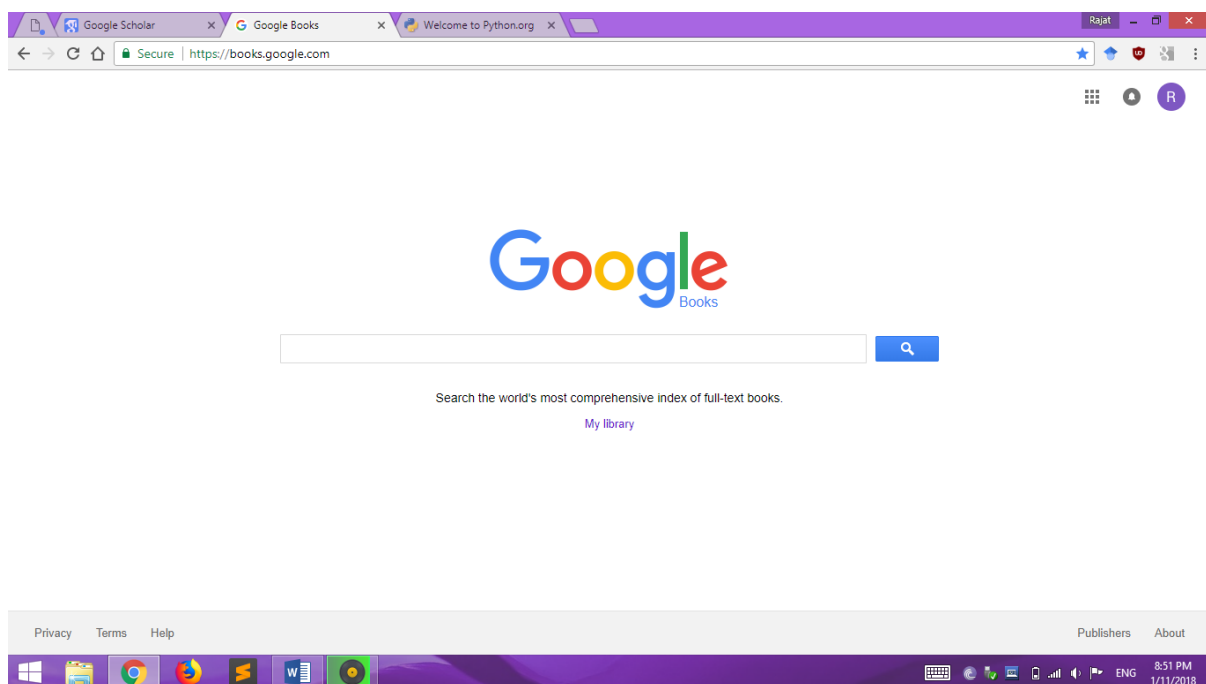 Google Scholar
Google Books
Welcome to Python.org
Rajat
Secure
https://books.google.com
R
Google
Books
Search the world's most comprehensive index of full-text books.
My library
Privacy Terms Help
Publishers About
ENG
8:51 PM
1/11/2018